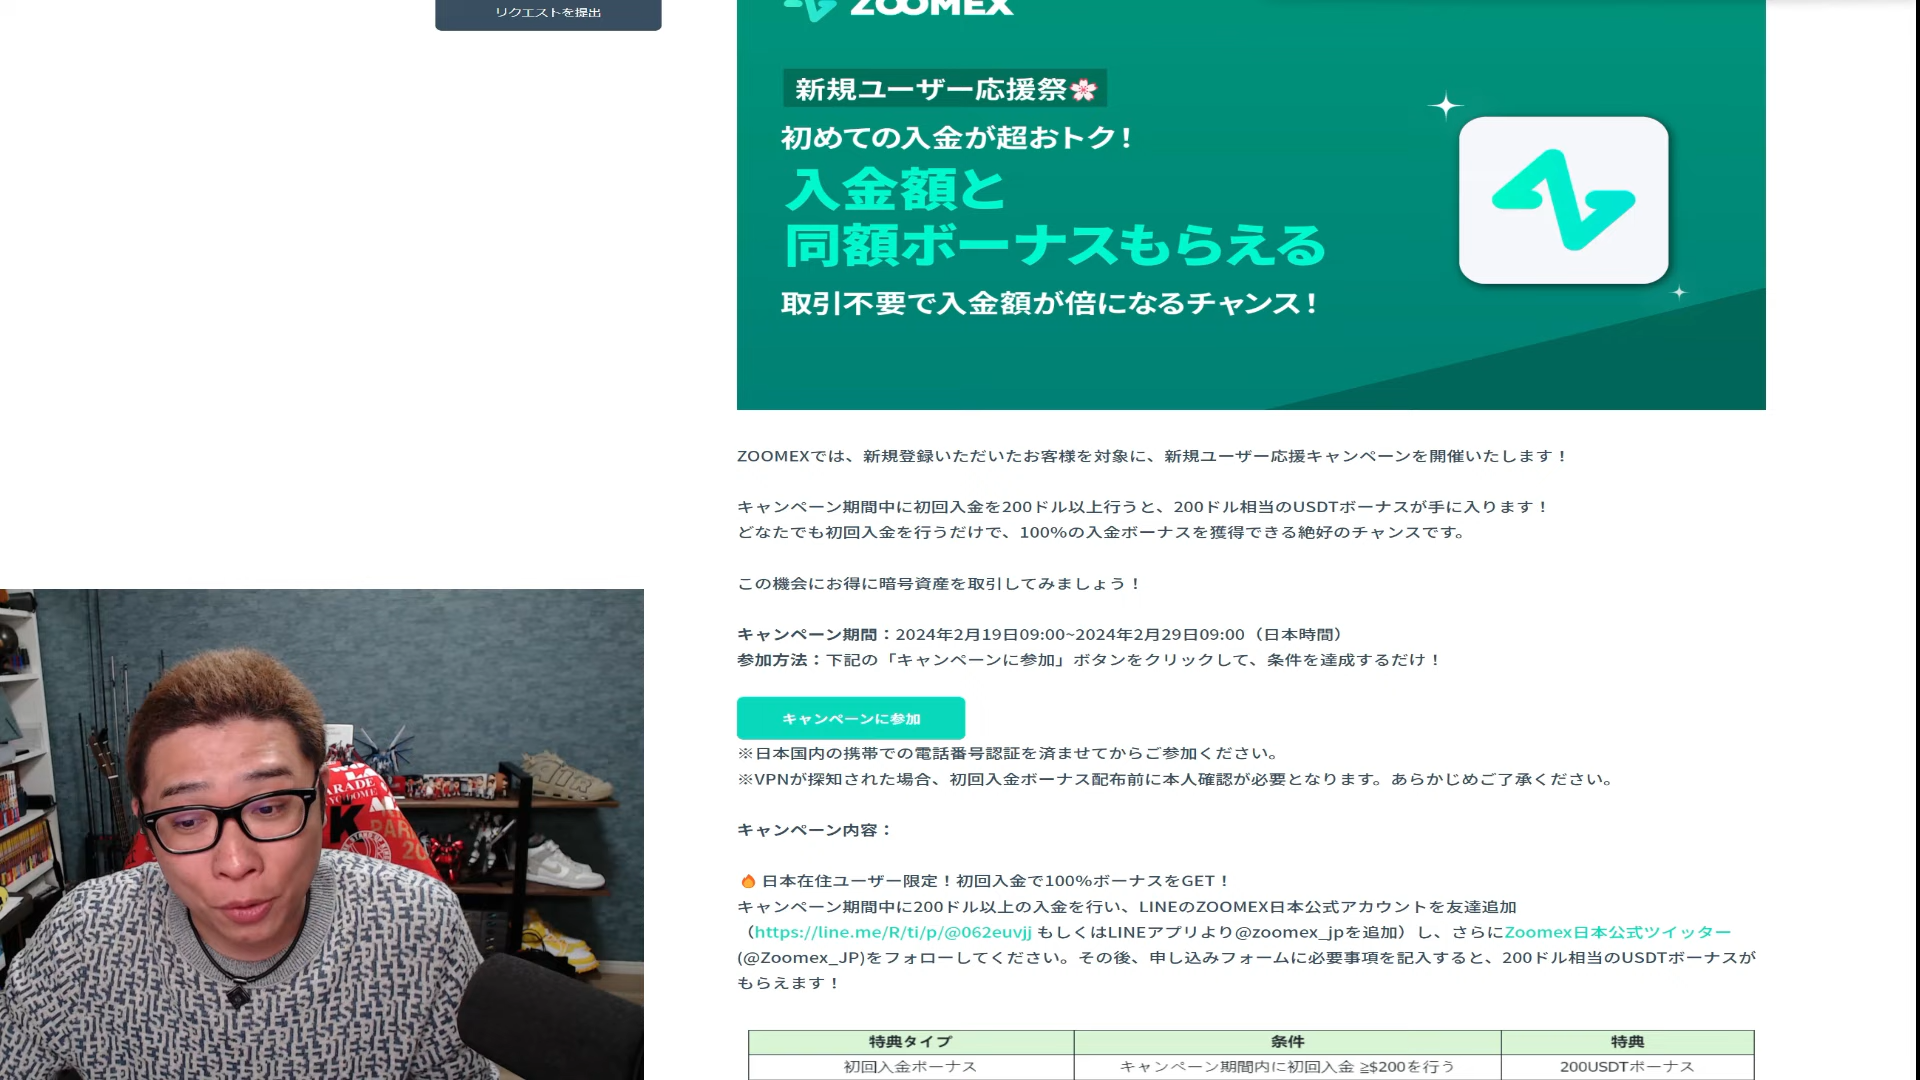 リクエストを提出
ZOOMEX
新規ユーザー応援祭🌸
初めての入金が超おトク！
入金額と
同額ボーナスもらえる
取引不要で入金額が倍になるチャンス！
ZOOMEXでは、新規登録いただいたお客様を対象に、新規ユーザー応援キャンペーンを開催いたします！
キャンペーン期間中に初回入金を200ドル以上行うと、200ドル相当のUSDTボーナスが手に入ります！
どなたでも初回入金を行うだけで、100%の入金ボーナスを獲得できる絶好のチャンスです。
この機会にお得に暗号資産を取引してみましょう！
キャンペーン期間：2024年2月19日09:00~2024年2月29日09:00（日本時間）
参加方法：下記の「キャンペーンに参加」ボタンをクリックして、条件を達成するだけ！
キャンペーンに参加
※日本国内の携帯での電話番号認証を済ませてからご参加ください。
※VPNが探知された場合、初回入金ボーナス配布前に本人確認が必要となります。あらかじめご了承ください。
キャンペーン内容：
🔥 日本在住ユーザー限定！初回入金で100%ボーナスをGET！
キャンペーン期間中に200ドル以上の入金を行い、LINEのZOOMEX日本公式アカウントを友達追加
（https://line.me/R/ti/p/@062euvjj もしくはLINEアプリより@zoomex_jpを追加）し、さらにZoomex日本公式ツイッター
(@Zoomex_JP)をフォローしてください。その後、申し込みフォームに必要事項を記入すると、200ドル相当のUSDTボーナスが
もらえます！
特典タイプ 条件 特典
初回入金ボーナス キャンペーン期間内に初回入金 ≧$200を行う 200USDTボーナス